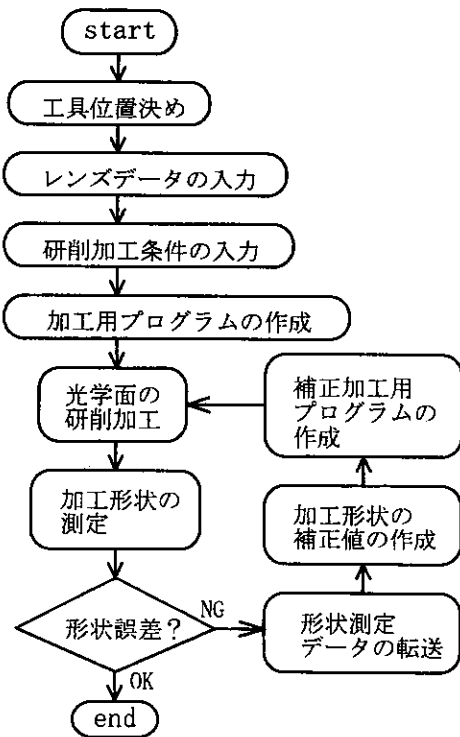 start
工具位置決め
レンズデータの入力
研削加工条件の入力
加工用プログラムの作成
光学面の
研削加工
加工形状の
測定
形状誤差？
NG
OK
end
形状測定
データの転送
加工形状の
補正値の作成
補正加工用
プログラムの
作成